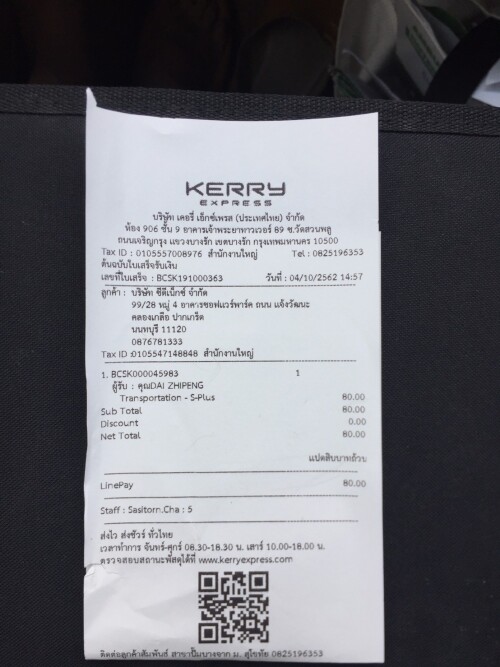 KERRY
EXPRESS
บริษัท เคอรี่ เอ็กซ์เพรส (ประเทศไทย) จำกัด
ห้อง 906 ชั้น 9 อาคารเจ้าพระยาทาวเวอร์ 89 ซ.วัดสวนพลู
ถนนเจริญกรุง แขวงบางรัก เขตบางรัก กรุงเทพมหานคร 10500
Tax ID : 0105557008976 สำนักงานใหญ่ Tel : 0825196353
ต้นฉบับใบเสร็จรับเงิน
เลขที่ใบเสร็จ : BCSK191000363 วันที่ : 04/10/2562 14:57
ลูกค้า : บริษัท ซีดีเน็กซ์ จำกัด
99/28 หมู่ 4 อาคารซอฟแวร์พาร์ค ถนน แจ้งวัฒนะ
คลองเกลือ ปากเกร็ด
นนทบุรี 11120
0876781333
Tax ID :0105547148848 สำนักงานใหญ่
1. BCSK000045983 1
ผู้รับ : คุณDAI ZHIPENG
Transportation - S-Plus 80.00
Sub Total 80.00
Discount 0.00
Net Total 80.00
แปดสิบบาทถ้วน
LinePay 80.00
Staff : Sasitorn.Cha : 5
ส่งไว ส่งชัวร์ ทั่วไทย
เวลาทำการ จันทร์-ศุกร์ 08.30-18.30 น. เสาร์ 10.00-18.00 น.
ตรวจสอบสถานะพัสดุได้ที่ www.kerryexpress.com
ติดต่อลูกค้าสัมพันธ์ สาขาปั๊มบางจาก ม. สุโขทัย 0825196353